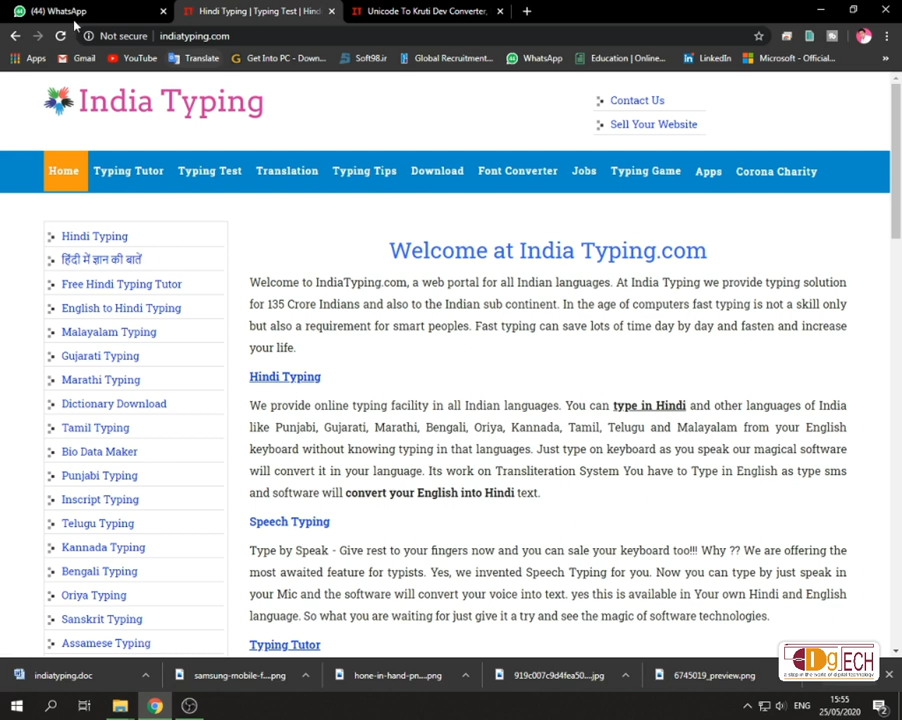 (44) WhatsApp
Hindi Typing | Typing Test | Hind
Unicode To Kruti Dev Converter,
Not secure | indiatyping.com
Apps
Gmail
YouTube
Translate
Get Into PC - Down...
Soft98.ir
Global Recruitment...
WhatsApp
Education | Online...
LinkedIn
Microsoft - Official...
India Typing
Contact Us
Sell Your Website
Home
Typing Tutor
Typing Test
Translation
Typing Tips
Download
Font Converter
Jobs
Typing Game
Apps
Corona Charity
Hindi Typing
हिंदी में ज्ञान की बातें
Free Hindi Typing Tutor
English to Hindi Typing
Malayalam Typing
Gujarati Typing
Marathi Typing
Dictionary Download
Tamil Typing
Bio Data Maker
Punjabi Typing
Inscript Typing
Telugu Typing
Kannada Typing
Bengali Typing
Oriya Typing
Sanskrit Typing
Assamese Typing
Welcome at India Typing.com
Welcome to IndiaTyping.com, a web portal for all Indian languages. At India Typing we provide typing solution
for 135 Crore Indians and also to the Indian sub continent. In the age of computers fast typing is not a skill only
but also a requirement for smart peoples. Fast typing can save lots of time day by day and fasten and increase
your life.
Hindi Typing
We provide online typing facility in all Indian languages. You can type in Hindi and other languages of India
like Punjabi, Gujarati, Marathi, Bengali, Oriya, Kannada, Tamil, Telugu and Malayalam from your English
keyboard without knowing typing in that languages. Just type on keyboard as you speak our magical software
will convert it in your language. Its work on Transliteration System You have to Type in English as type sms
and software will convert your English into Hindi text.
Speech Typing
Type by Speak - Give rest to your fingers now and you can sale your keyboard too!!! Why ?? We are offering the
most awaited feature for typists. Yes, we invented Speech Typing for you. Now you can type by just speak in
your Mic and the software will convert your voice into text. yes this is available in Your own Hindi and English
language. So what you are waiting for just give it a try and see the magic of software technologies.
Typing Tutor
EDgTECH
a step in the world of digital technology
indiatyping.doc
samsung-mobile-f....png
hone-in-hand-pn....png
919c007c9d4fea50....jpg
6745019_preview.png
ENG
15:55
25/05/2020
2